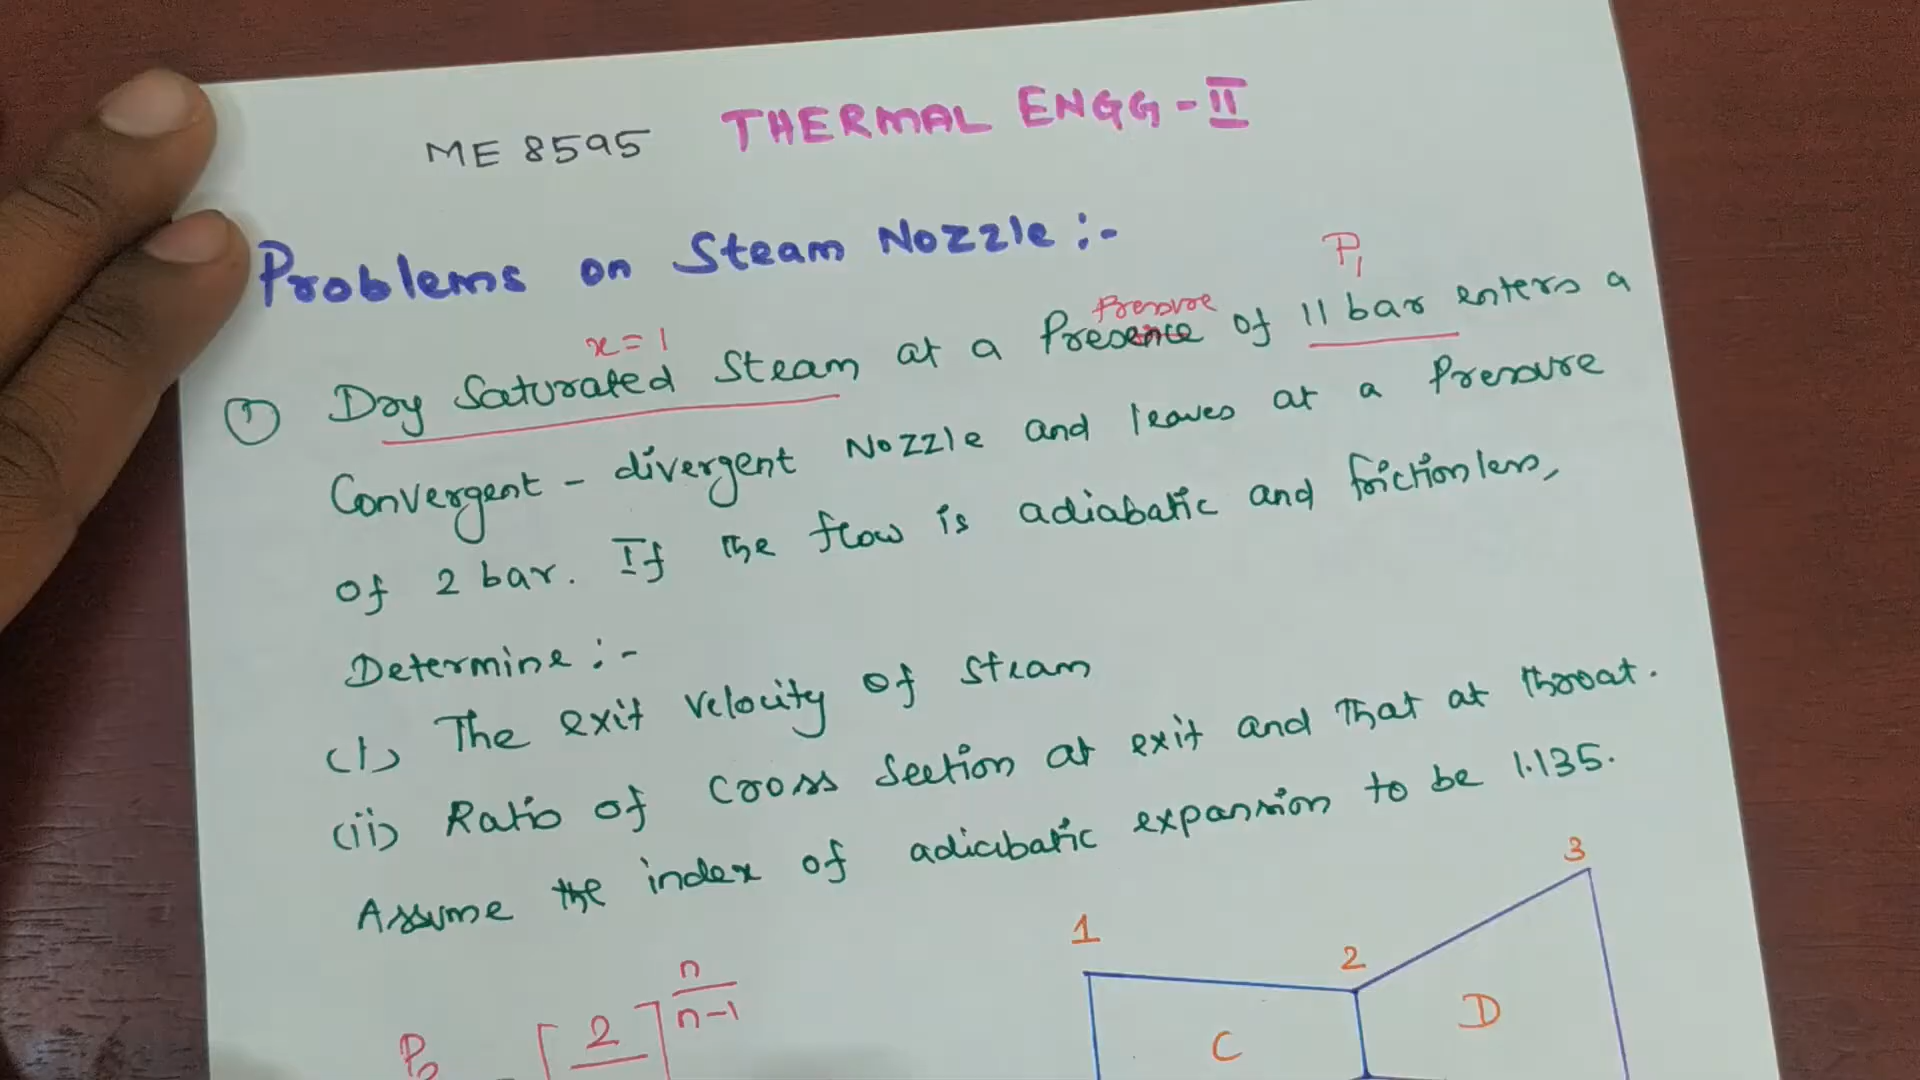 ME 8595 THERMAL ENGG - II
Problems on Steam Nozzle :-
P1
x = 1 Pressure
① Dry Saturated Steam at a Presence of 11 bar enters a
Convergent - divergent Nozzle and leaves at a Pressure
of 2 bar. If the flow is adiabatic and frictionless,
Determine :-
(i) The exit velocity of steam
(ii) Ratio of cross section at exit and that at throat.
Assume the index of adiabatic expansion to be 1.135.
1 2 3
n
n-1
P2 2
C D